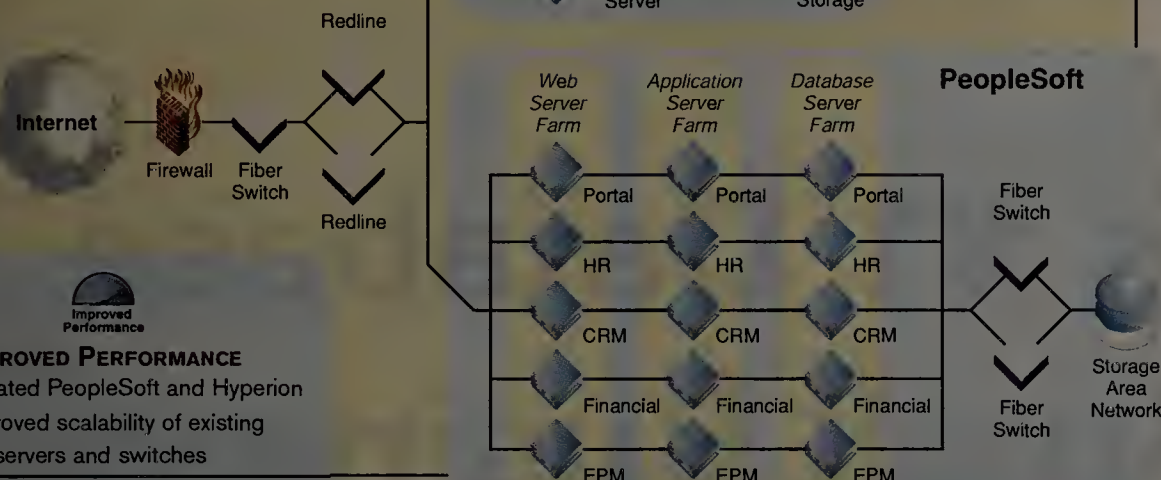 Server
Storage
Redline
PeopleSoft
Web
Server
Farm
Application
Server
Farm
Database
Server
Farm
Internet
Firewall
Fiber
Switch
Redline
Portal
Portal
Portal
HR
HR
HR
CRM
CRM
CRM
Financial
Financial
Financial
EPM
EPM
EPM
Fiber
Switch
Fiber
Switch
Storage
Area
Network
Improved
Performance
ROVED PERFORMANCE
ated PeopleSoft and Hyperion
roved scalability of existing
servers and switches